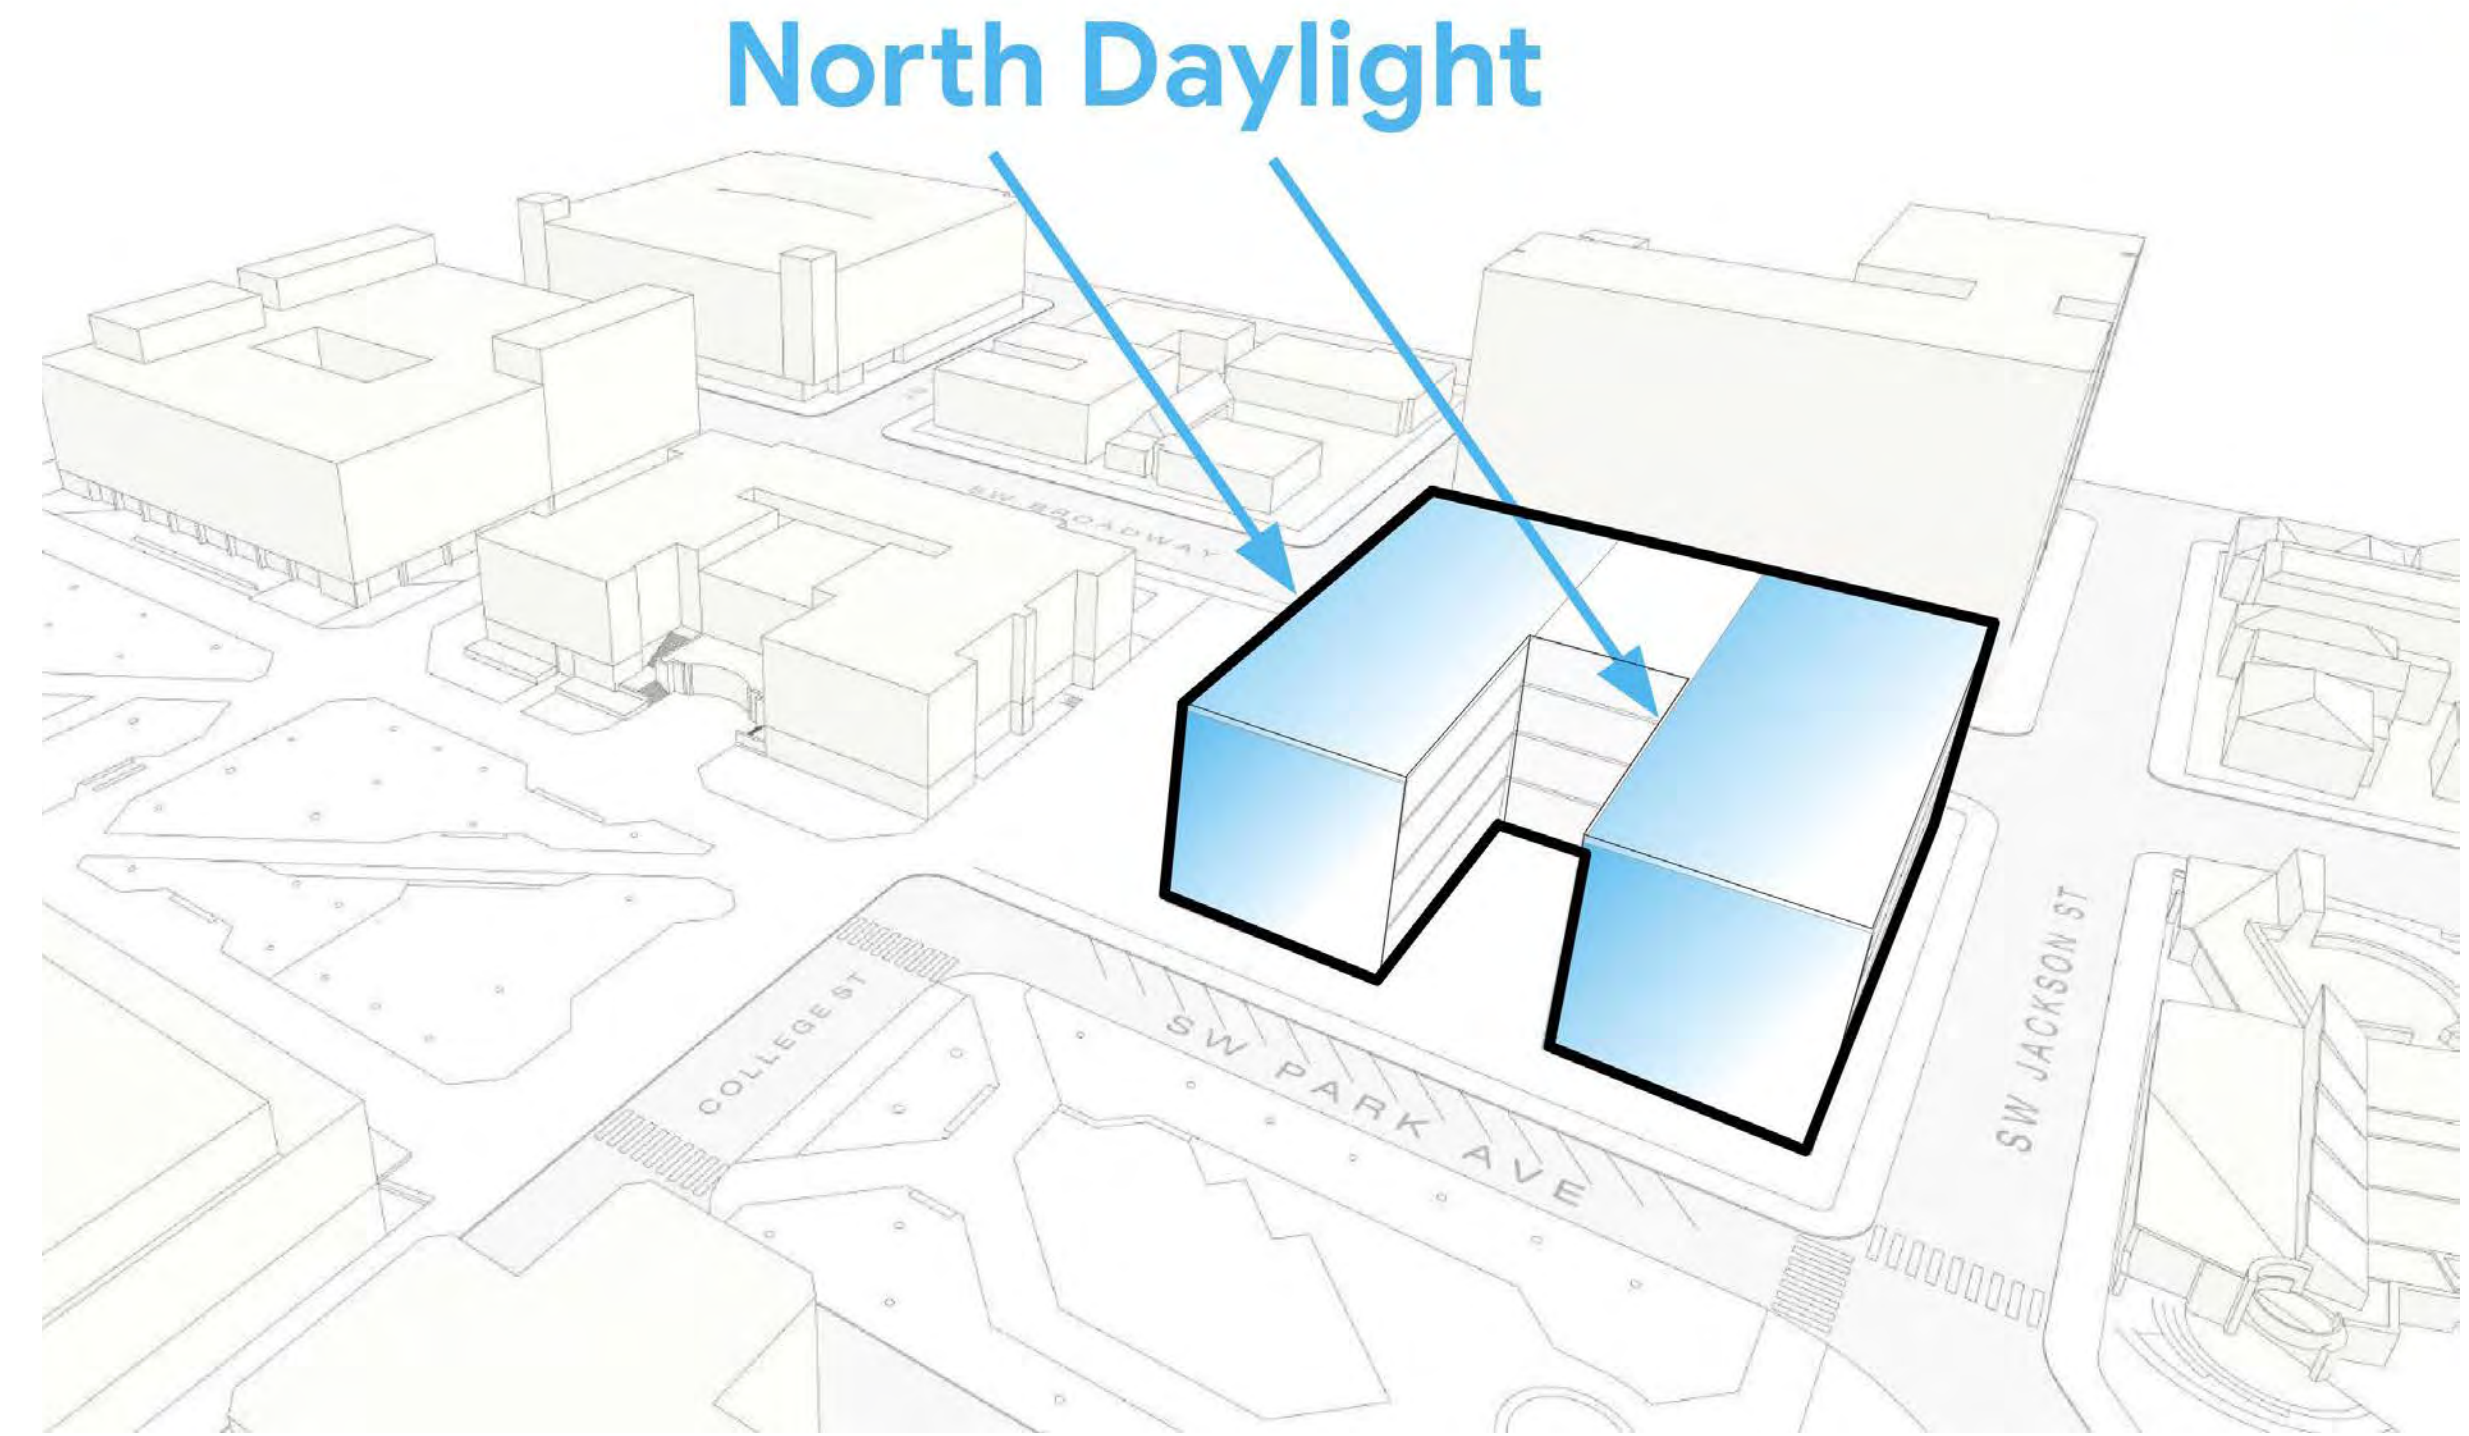 North Daylight
SW BROADWAY
COLLEGE ST
SW PARK AVE
SW JACKSON ST